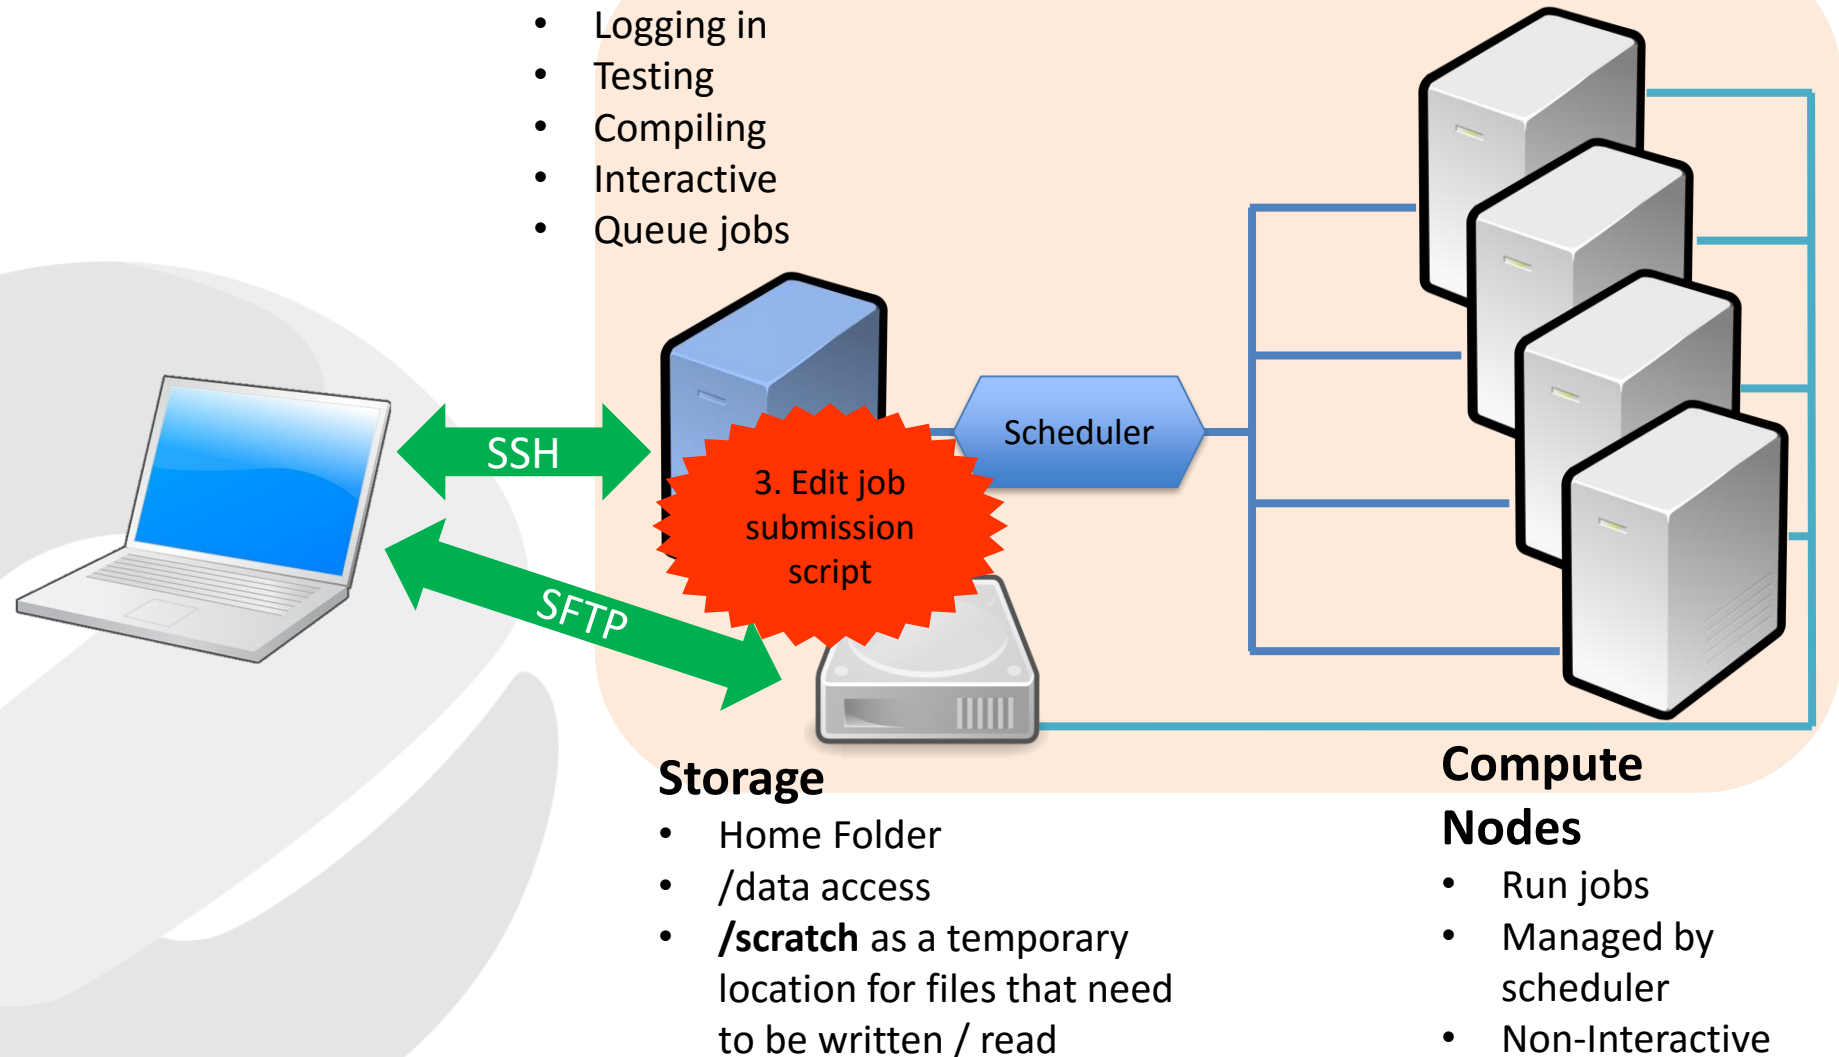 • Logging in
• Testing
• Compiling
• Interactive
• Queue jobs
SSH
Scheduler
3. Edit job
submission
script
SFTP
Storage
• Home Folder
• /data access
• /scratch as a temporary
location for files that need
to be written / read
Compute
Nodes
• Run jobs
• Managed by
scheduler
• Non-Interactive